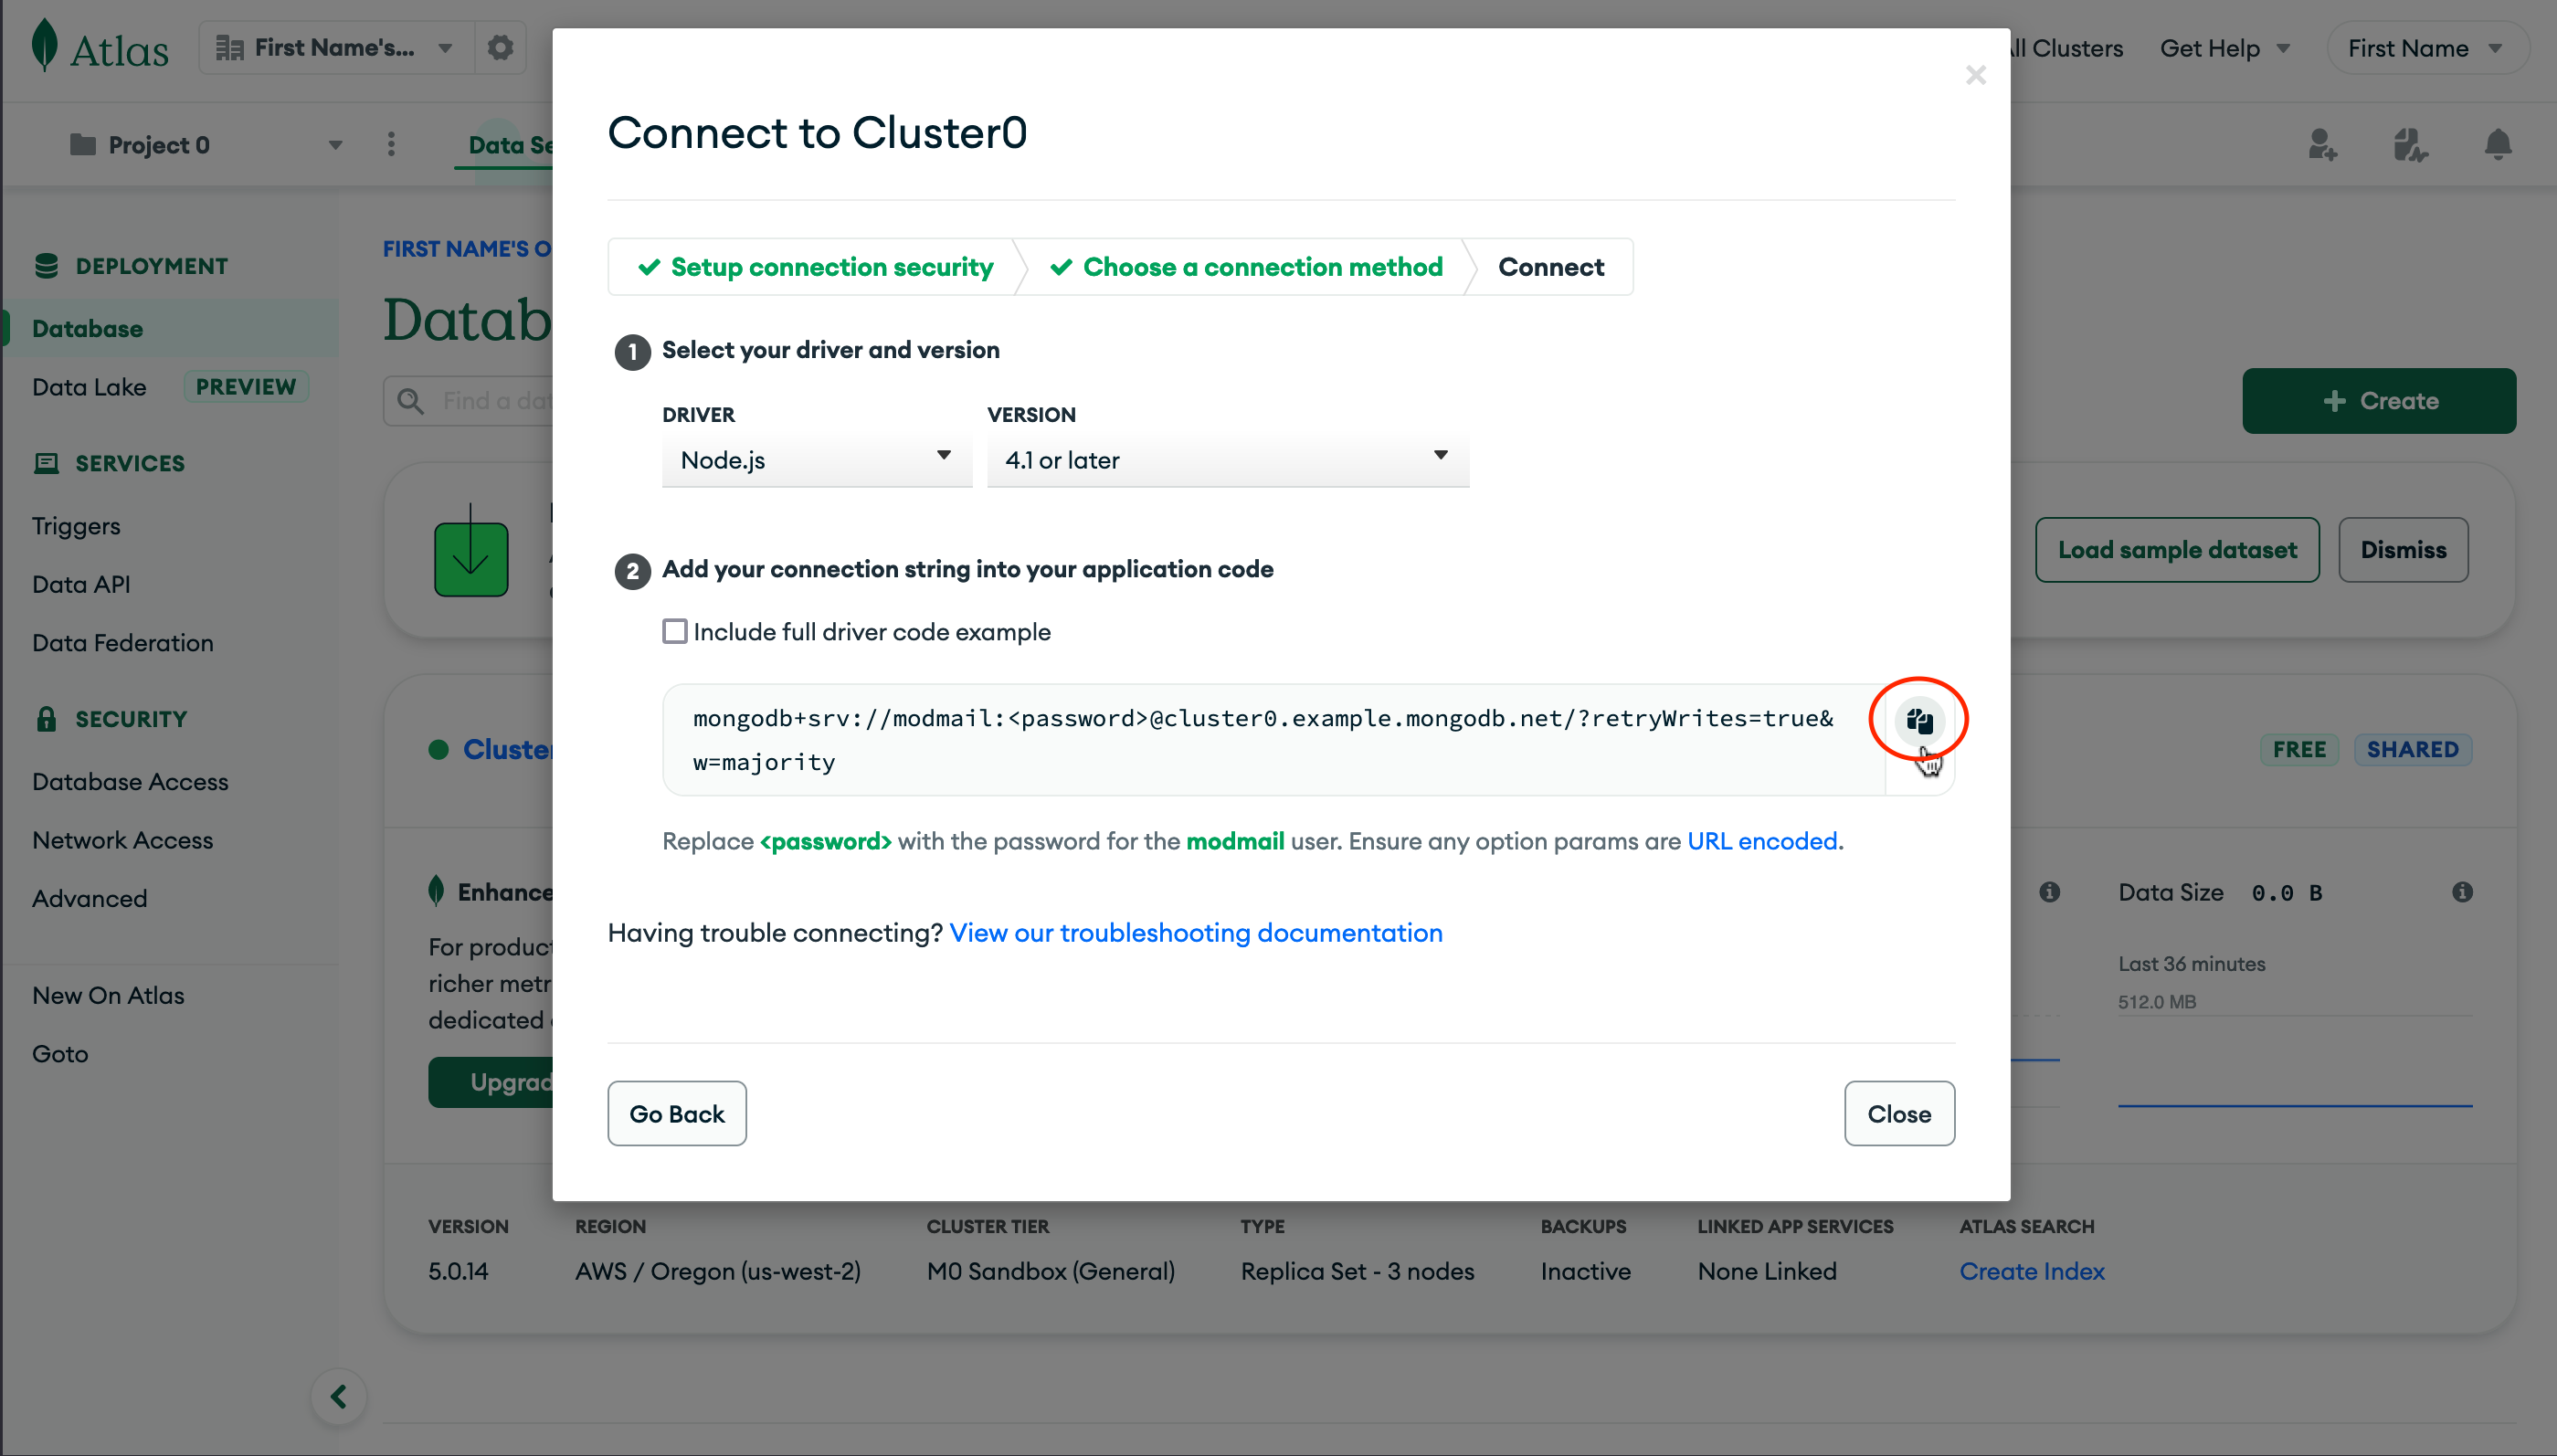 Atlas
First Name's...
All Clusters
Get Help
First Name
Project 0
Data Se
DEPLOYMENT
Database
Data Lake
PREVIEW
SERVICES
Triggers
Data API
Data Federation
SECURITY
Database Access
Network Access
Advanced
New On Atlas
Goto
FIRST NAME'S O
Datab
Find a dat
+ Create
Load sample dataset
Dismiss
Cluster
FREE
SHARED
Enhance
For product
richer metr
dedicated
Upgrad
Data Size 0.0 B
Last 36 minutes
512.0 MB
Connect to Cluster0
Setup connection security
Choose a connection method
Connect
1 Select your driver and version
DRIVER
VERSION
Node.js
4.1 or later
2 Add your connection string into your application code
Include full driver code example
mongodb+srv://modmail:<password>@cluster0.example.mongodb.net/?retryWrites=true&
w=majority
Replace <password> with the password for the modmail user. Ensure any option params are URL encoded.
Having trouble connecting? View our troubleshooting documentation
Go Back
Close
VERSION
REGION
CLUSTER TIER
TYPE
BACKUPS
LINKED APP SERVICES
ATLAS SEARCH
5.0.14
AWS / Oregon (us-west-2)
M0 Sandbox (General)
Replica Set - 3 nodes
Inactive
None Linked
Create Index